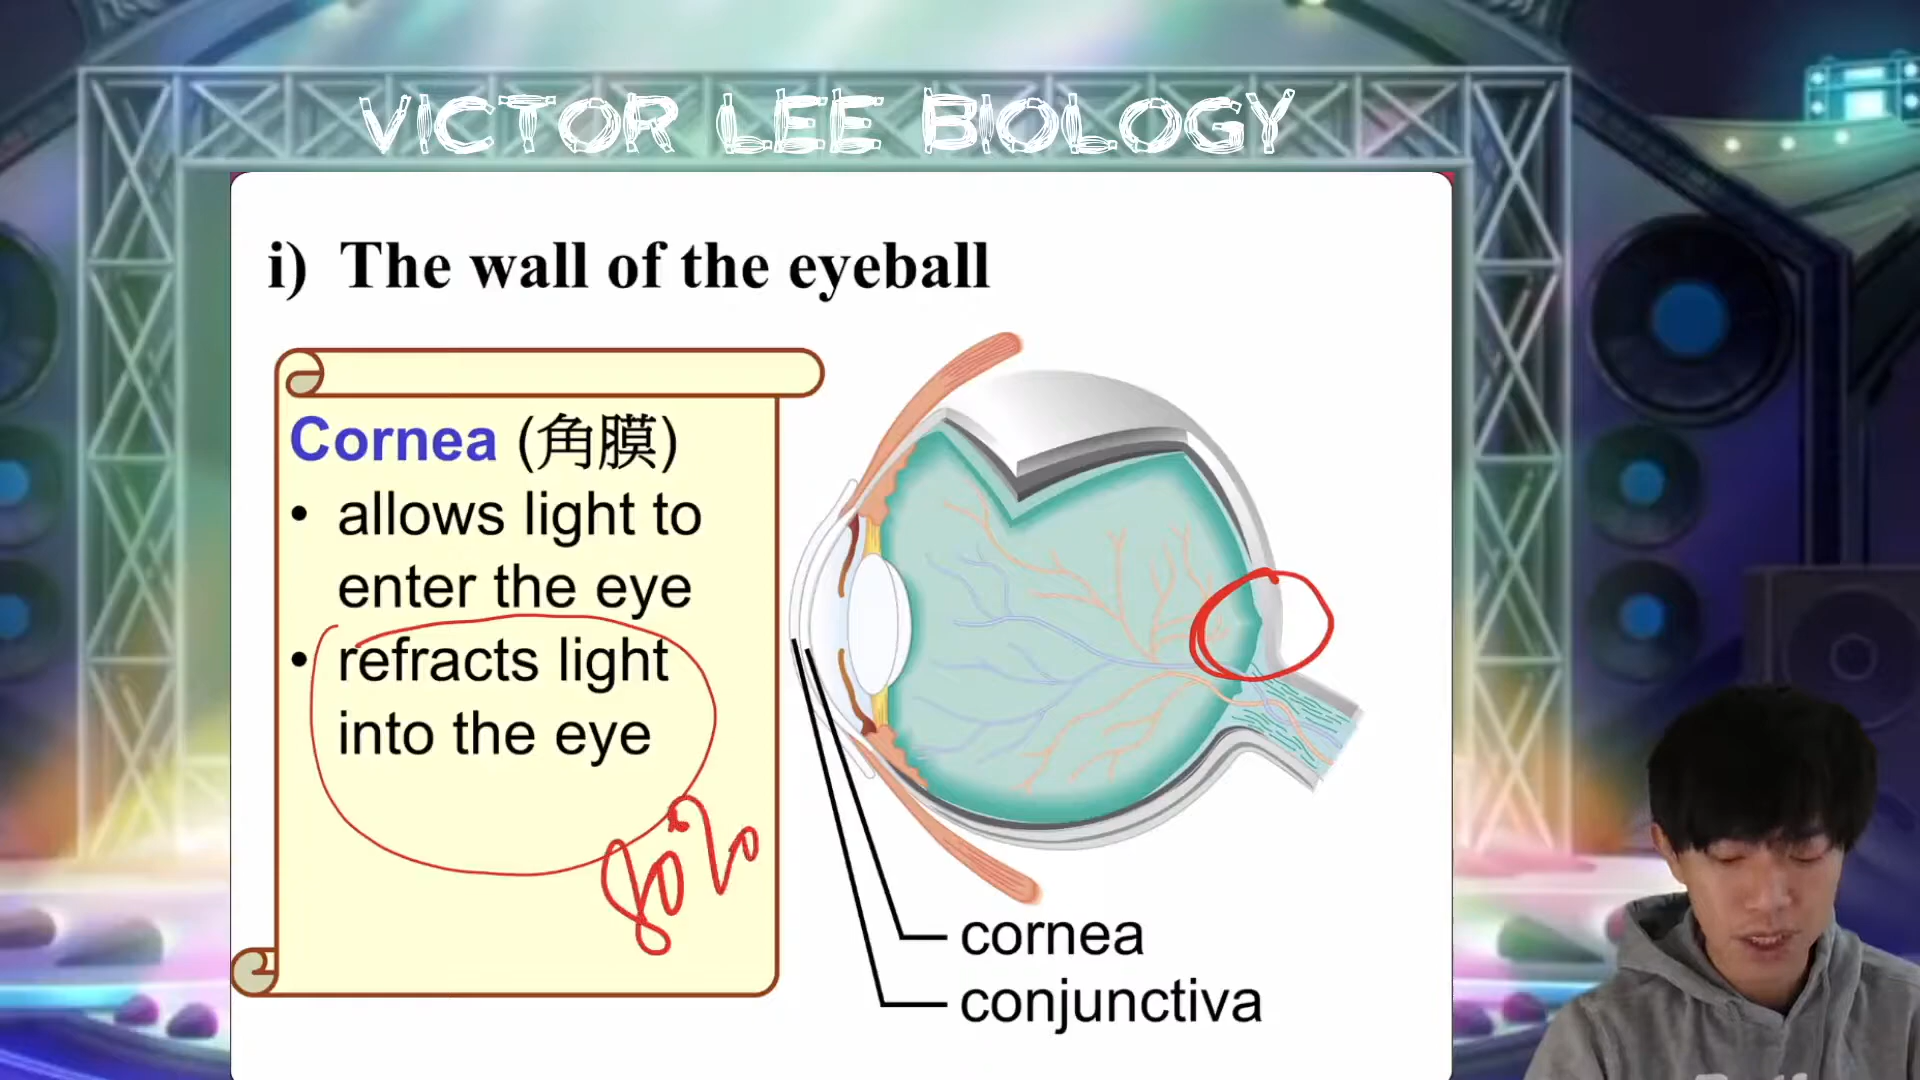 VICTOR LEE BIOLOGY
i) The wall of the eyeball
Cornea (角膜)
• allows light to
enter the eye
• refracts light
into the eye
80%
cornea
conjunctiva